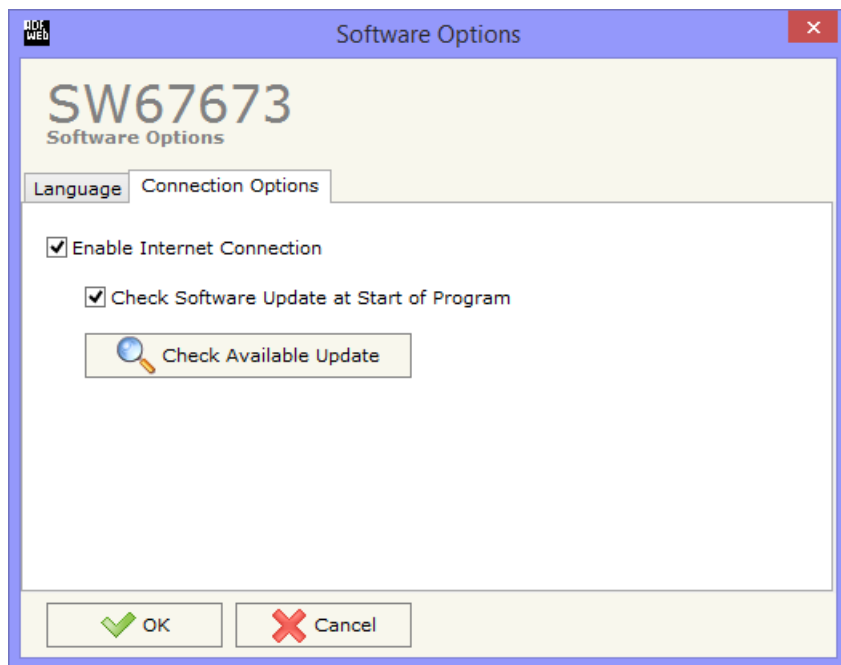 ADF
WEB
Software Options
SW67673
Software Options
Language
Connection Options
Enable Internet Connection
Check Software Update at Start of Program
Check Available Update
OK
Cancel